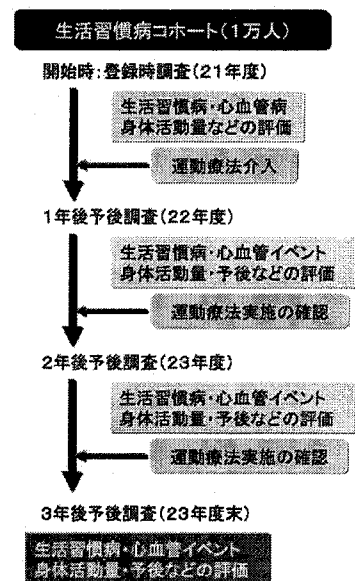 生活習慣病コホート(1万人)
開始時:登録時調査(21年度)
生活習慣病・心血管病
身体活動量などの評価
運動療法介入
1年後予後調査(22年度)
生活習慣病・心血管イベント
身体活動量・予後などの評価
運動療法実施の確認
2年後予後調査(23年度)
生活習慣病・心血管イベント
身体活動量・予後などの評価
運動療法実施の確認
3年後予後調査(23年度末)
生活習慣病・心血管イベント
身体活動量・予後などの評価